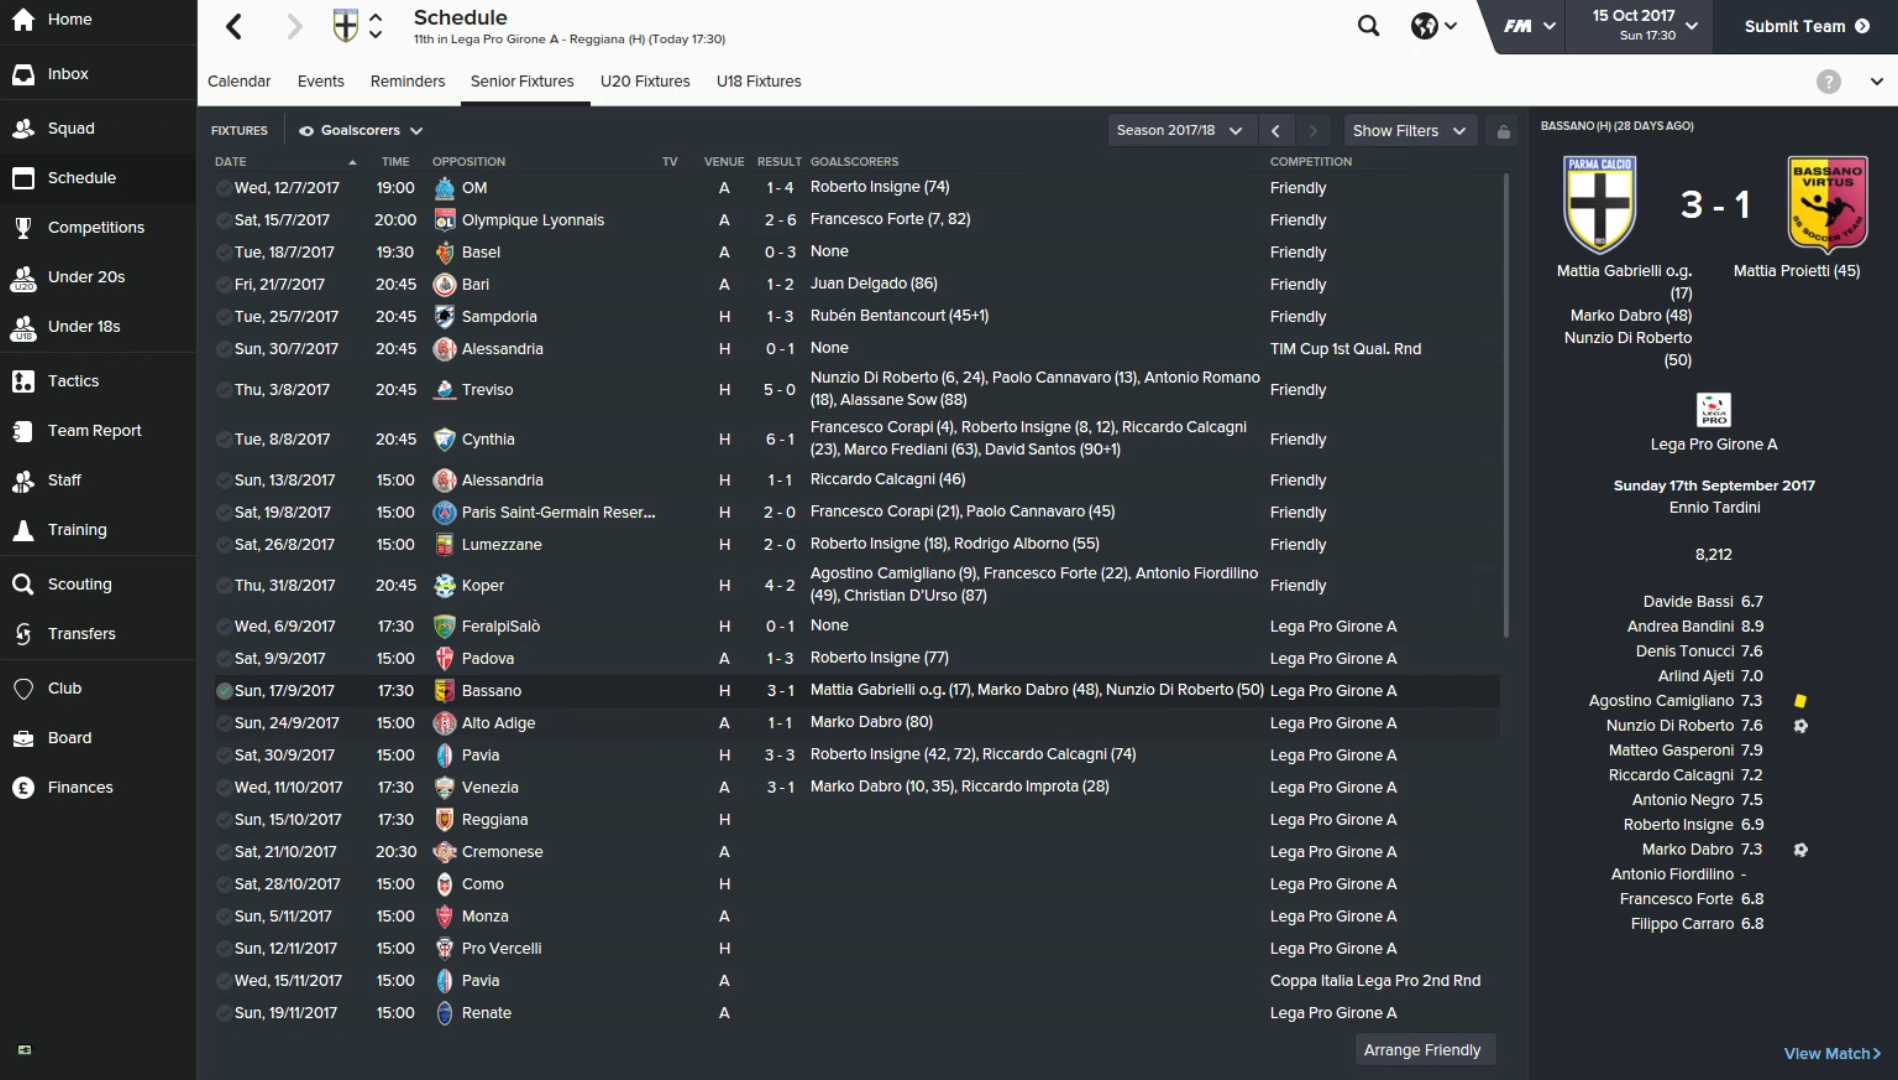 Home
Inbox
Squad
Schedule
Competitions
U20
Under 20s
U18
Under 18s
Tactics
Team Report
Staff
Training
Scouting
Transfers
Club
Board
Finances
Schedule
11th in Lega Pro Girone A - Reggiana (H) (Today 17:30)
FM
15 Oct 2017
Sun 17:30
Submit Team
Calendar Events Reminders Senior Fixtures U20 Fixtures U18 Fixtures
?
FIXTURES Goalscorers Season 2017/18 Show Filters
DATE TIME OPPOSITION TV VENUE RESULT GOALSCORERS COMPETITION
Wed, 12/7/2017 19:00 OM A 1 - 4 Roberto Insigne (74) Friendly
Sat, 15/7/2017 20:00 Olympique Lyonnais A 2 - 6 Francesco Forte (7, 82) Friendly
Tue, 18/7/2017 19:30 Basel A 0 - 3 None Friendly
Fri, 21/7/2017 20:45 Bari A 1 - 2 Juan Delgado (86) Friendly
Tue, 25/7/2017 20:45 Sampdoria H 1 - 3 Rubén Bentancourt (45+1) Friendly
Sun, 30/7/2017 20:45 Alessandria H 0 - 1 None TIM Cup 1st Qual. Rnd
Thu, 3/8/2017 20:45 Treviso H 5 - 0 Nunzio Di Roberto (6, 24), Paolo Cannavaro (13), Antonio Romano
(18), Alassane Sow (88) Friendly
Tue, 8/8/2017 20:45 Cynthia H 6 - 1 Francesco Corapi (4), Roberto Insigne (8, 12), Riccardo Calcagni
(23), Marco Frediani (63), David Santos (90+1) Friendly
Sun, 13/8/2017 15:00 Alessandria H 1 - 1 Riccardo Calcagni (46) Friendly
Sat, 19/8/2017 15:00 Paris Saint-Germain Reser... H 2 - 0 Francesco Corapi (21), Paolo Cannavaro (45) Friendly
Sat, 26/8/2017 15:00 Lumezzane H 2 - 0 Roberto Insigne (18), Rodrigo Alborno (55) Friendly
Thu, 31/8/2017 20:45 Koper H 4 - 2 Agostino Camigliano (9), Francesco Forte (22), Antonio Fiordilino
(49), Christian D'Urso (87) Friendly
Wed, 6/9/2017 17:30 FeralpiSalò H 0 - 1 None Lega Pro Girone A
Sat, 9/9/2017 15:00 Padova A 1 - 3 Roberto Insigne (77) Lega Pro Girone A
Sun, 17/9/2017 17:30 Bassano H 3 - 1 Mattia Gabrielli o.g. (17), Marko Dabro (48), Nunzio Di Roberto (50) Lega Pro Girone A
Sun, 24/9/2017 15:00 Alto Adige A 1 - 1 Marko Dabro (80) Lega Pro Girone A
Sat, 30/9/2017 15:00 Pavia H 3 - 3 Roberto Insigne (42, 72), Riccardo Calcagni (74) Lega Pro Girone A
Wed, 11/10/2017 17:30 Venezia A 3 - 1 Marko Dabro (10, 35), Riccardo Improta (28) Lega Pro Girone A
Sun, 15/10/2017 17:30 Reggiana H Lega Pro Girone A
Sat, 21/10/2017 20:30 Cremonese A Lega Pro Girone A
Sat, 28/10/2017 15:00 Como H Lega Pro Girone A
Sun, 5/11/2017 15:00 Monza A Lega Pro Girone A
Sun, 12/11/2017 15:00 Pro Vercelli H Lega Pro Girone A
Wed, 15/11/2017 15:00 Pavia A Coppa Italia Lega Pro 2nd Rnd
Sun, 19/11/2017 15:00 Renate A Lega Pro Girone A
Arrange Friendly
BASSANO (H) (28 DAYS AGO)
PARMA CALCIO
1913
3 - 1
BASSANO
VIRTUS
55 SOCCER TEAM
Mattia Gabrielli o.g.
(17)
Marko Dabro (48)
Nunzio Di Roberto
(50)
Mattia Proietti (45)
LEGA
PRO
Lega Pro Girone A
Sunday 17th September 2017
Ennio Tardini
8,212
Davide Bassi 6.7
Andrea Bandini 8.9
Denis Tonucci 7.6
Arlind Ajeti 7.0
Agostino Camigliano 7.3
Nunzio Di Roberto 7.6
Matteo Gasperoni 7.9
Riccardo Calcagni 7.2
Antonio Negro 7.5
Roberto Insigne 6.9
Marko Dabro 7.3
Antonio Fiordilino -
Francesco Forte 6.8
Filippo Carraro 6.8
View Match